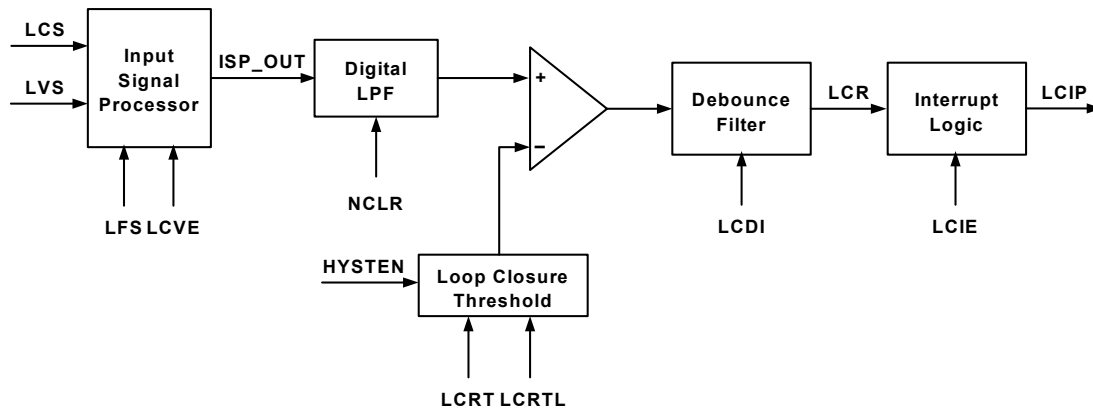 LCS
LVS
Input
Signal
Processor
LFS LCVE
ISP_OUT
Digital
LPF
NCLR
+
−
HYSTEN
Loop Closure
Threshold
LCRT LCRTL
Debounce
Filter
LCDI
LCR
Interrupt
Logic
LCIE
LCIP